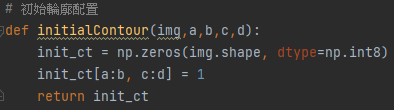 # 初始輪廓配置
def initialContour(img,a,b,c,d):
    init_ct = np.zeros(img.shape, dtype=np.int8)
    init_ct[a:b, c:d] = 1
    return init_ct